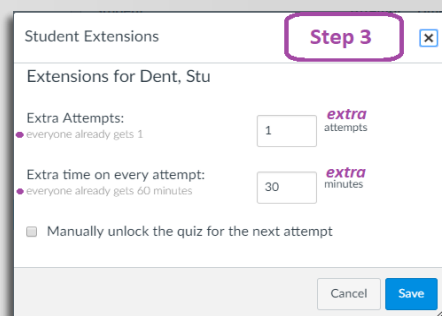 Student Extensions
Step 3
Extensions for Dent, Stu
Extra Attempts:
everyone already gets 1
1
extra
attempts
Extra time on every attempt:
everyone already gets 60 minutes
30
extra
minutes
Manually unlock the quiz for the next attempt
Cancel
Save